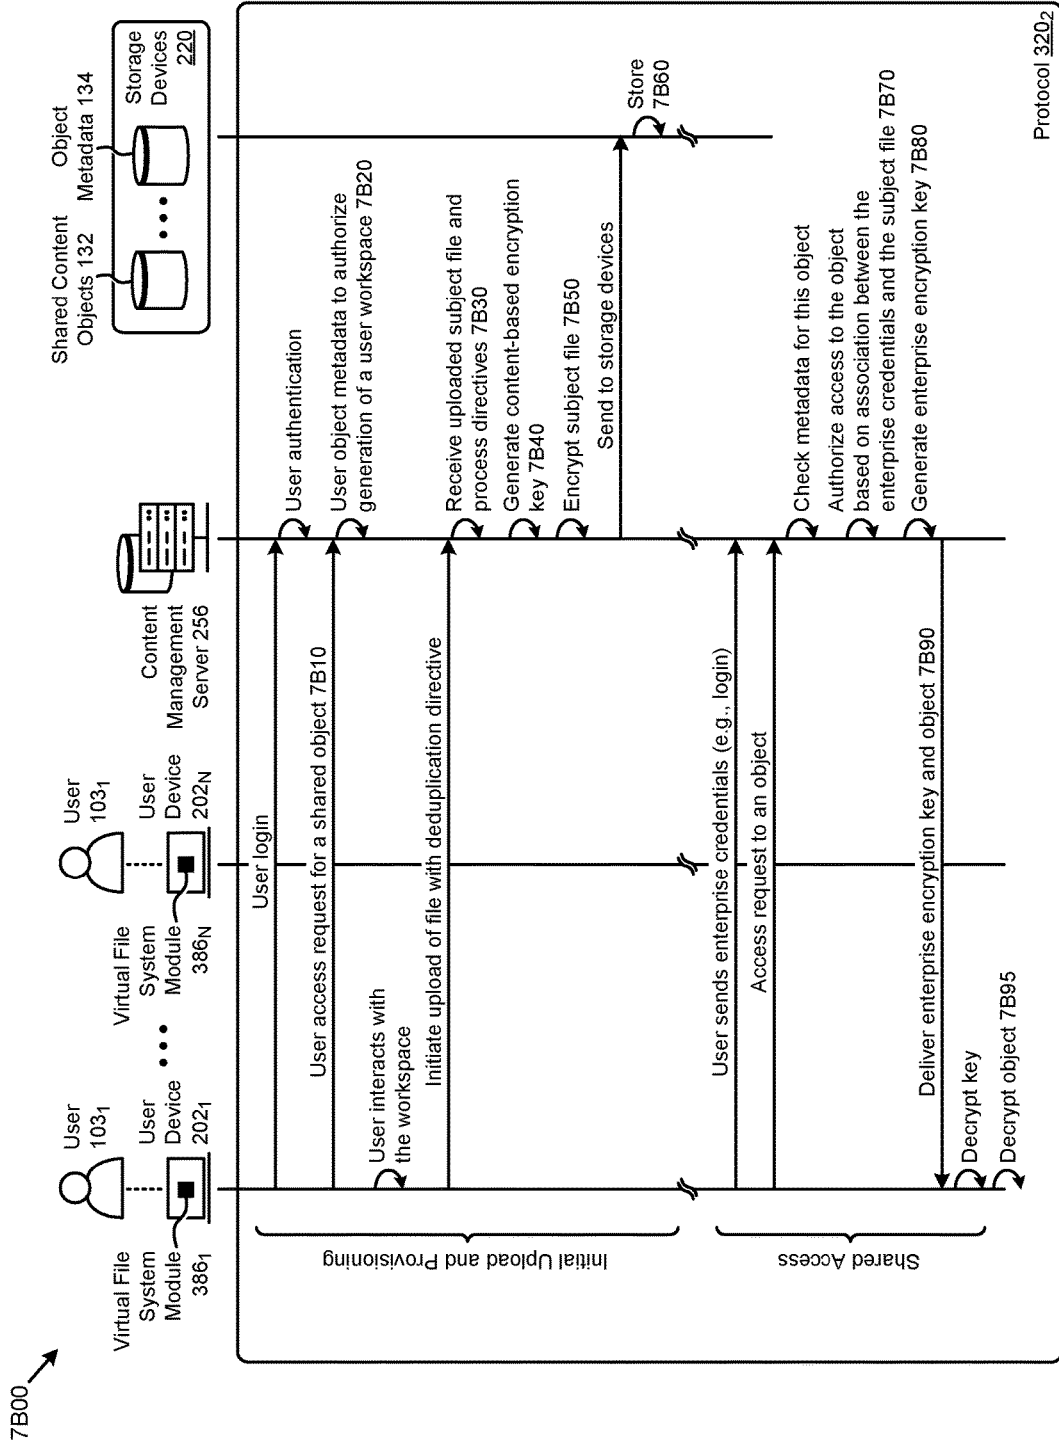 7B00
User
103₁
Virtual File
System
Module
386₁
User
Device
202₁
User
103₁
Virtual File
System
Module
386N
User
Device
202N
Content
Management
Server 256
Shared Content
Objects 132
Object
Metadata 134
Storage
Devices
220
User login
User authentication
User access request for a shared object 7B10
User object metadata to authorize
generation of a user workspace 7B20
User interacts with
the workspace
Initiate upload of file with deduplication directive
Receive uploaded subject file and
process directives 7B30
Generate content-based encryption
key 7B40
Encrypt subject file 7B50
Send to storage devices
Store
7B60
Initial Upload and Provisioning
User sends enterprise credentials (e.g., login)
Access request to an object
Check metadata for this object
Authorize access to the object
based on association between the
enterprise credentials and the subject file 7B70
Generate enterprise encryption key 7B80
Deliver enterprise encryption key and object 7B90
Decrypt key
Decrypt object 7B95
Shared Access
Protocol 320₂